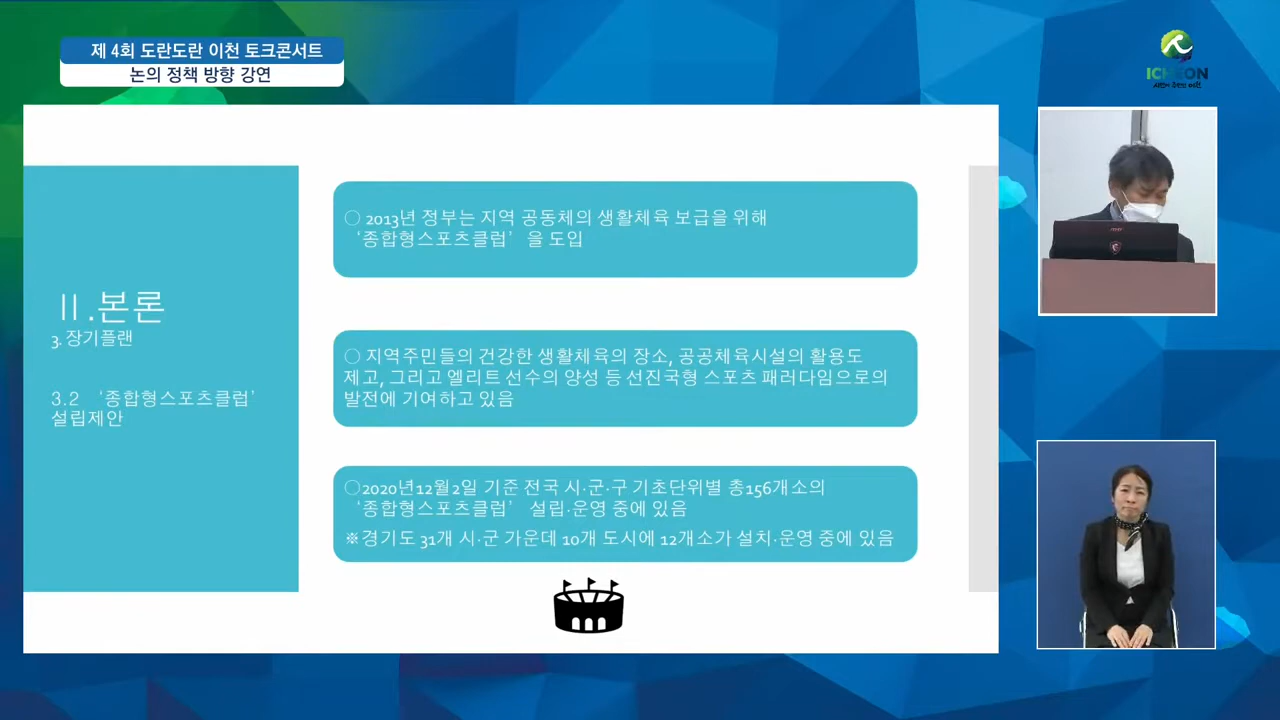 제 4회 도란도란 이천 토크콘서트
논의 정책 방향 강연
ICHEON
Ⅱ.본론
3. 장기플랜
3.2 ‘종합형스포츠클럽’
설립제안
○ 2013년 정부는 지역 공동체의 생활체육 보급을 위해
‘종합형스포츠클럽’ 을 도입
○ 지역주민들의 건강한 생활체육의 장소, 공공체육시설의 활용도
제고, 그리고 엘리트 선수의 양성 등 선진국형 스포츠 패러다임으로의
발전에 기여하고 있음
○2020년12월2일 기준 전국 시·군·구 기초단위별 총156개소의
‘종합형스포츠클럽’ 설립·운영 중에 있음
※경기도 31개 시·군 가운데 10개 도시에 12개소가 설치·운영 중에 있음